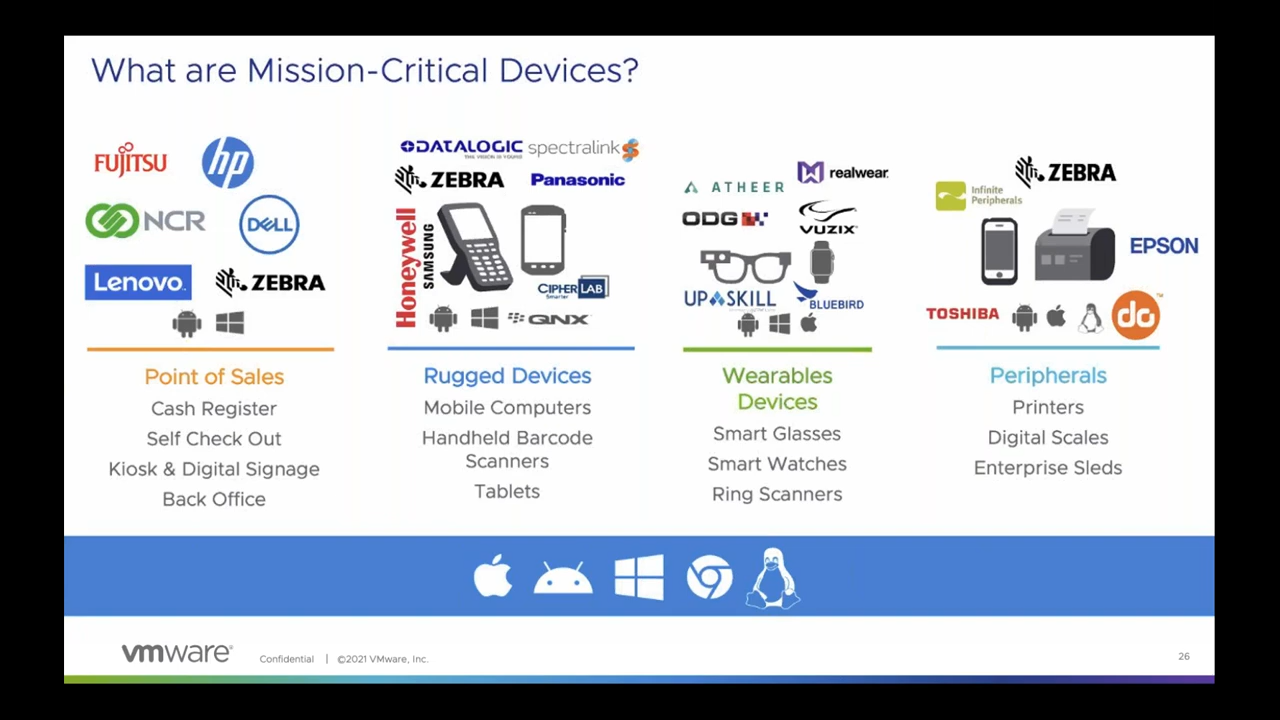 What are Mission-Critical Devices?
FUJITSU
hp
NCR
DELL
Lenovo
ZEBRA
Point of Sales
Cash Register
Self Check Out
Kiosk & Digital Signage
Back Office
DATALOGIC
spectralink
ZEBRA
Panasonic
Honeywell
SAMSUNG
CIPHER LAB
Smarter
QNX
Rugged Devices
Mobile Computers
Handheld Barcode
Scanners
Tablets
ATHEER
realwear
ODG
VUZIX
UPSKILL
BLUEBIRD
Wearables
Devices
Smart Glasses
Smart Watches
Ring Scanners
ZEBRA
Infinite
Peripherals
EPSON
TOSHIBA
dc
Peripherals
Printers
Digital Scales
Enterprise Sleds
vmware
Confidential | ©2021 VMware, Inc.
26